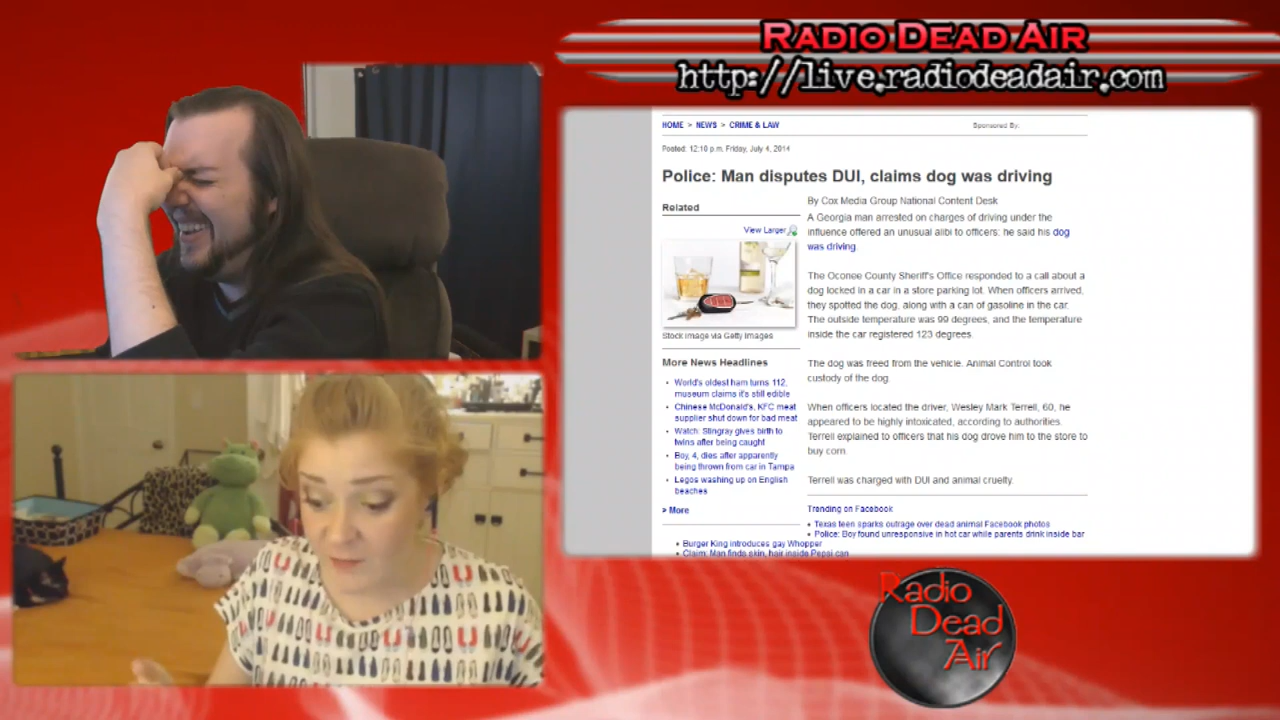 RADIO DEAD AIR
http://live.radiodeadair.com
HOME > NEWS > CRIME & LAW
Sponsored By:
Posted: 12:10 p.m. Friday, July 4, 2014
Police: Man disputes DUI, claims dog was driving
Related
View Larger
Stock image via Getty Images
More News Headlines
World's oldest ham turns 112,
museum claims it's still edible
Chinese McDonald's, KFC meat
supplier shut down for bad meat
Watch: Stingray gives birth to
twins after being caught
Boy, 4, dies after apparently
being thrown from car in Tampa
Legos washing up on English
beaches
> More
By Cox Media Group National Content Desk
A Georgia man arrested on charges of driving under the
influence offered an unusual alibi to officers: he said his dog
was driving.
The Oconee County Sheriff's Office responded to a call about a
dog locked in a car in a store parking lot. When officers arrived,
they spotted the dog, along with a can of gasoline in the car.
The outside temperature was 99 degrees, and the temperature
inside the car registered 123 degrees.
The dog was freed from the vehicle. Animal Control took
custody of the dog.
When officers located the driver, Wesley Mark Terrell, 60, he
appeared to be highly intoxicated, according to authorities.
Terrell explained to officers that his dog drove him to the store to
buy corn.
Terrell was charged with DUI and animal cruelty.
Trending on Facebook
Texas teen sparks outrage over dead animal Facebook photos
Police: Boy found unresponsive in hot car while parents drink inside bar
Burger King introduces gay Whopper
Claim: Man finds skin, hair inside Pepsi can
Radio
Dead
Air